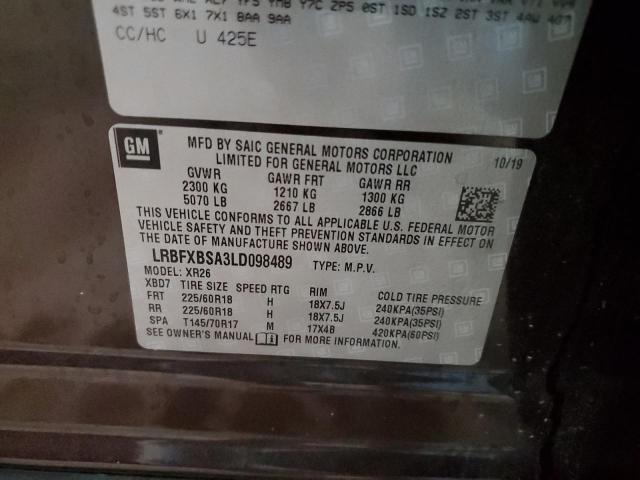 4ST 5ST 6X1 7X1 8AA 9AA
CC/HC U 425E
GM
MFD BY SAIC GENERAL MOTORS CORPORATION
LIMITED FOR GENERAL MOTORS LLC
10/19
GVWR GAWR FRT GAWR RR
2300 KG 1210 KG 1300 KG
5070 LB 2667 LB 2866 LB
THIS VEHICLE CONFORMS TO ALL APPLICABLE U.S. FEDERAL MOTOR
VEHICLE SAFETY AND THEFT PREVENTION STANDARDS IN EFFECT ON
THE DATE OF MANUFACTURE SHOWN ABOVE.
LRBFXBSA3LD098489 TYPE: M.P.V.
MODEL: XR26
XBD7 TIRE SIZE SPEED RTG RIM COLD TIRE PRESSURE
FRT 225/60R18 H 18X7.5J 240KPA(35PSI)
RR 225/60R18 H 18X7.5J 240KPA(35PSI)
SPA T145/70R17 M 17X4B 420KPA(60PSI)
SEE OWNER'S MANUAL FOR MORE INFORMATION.